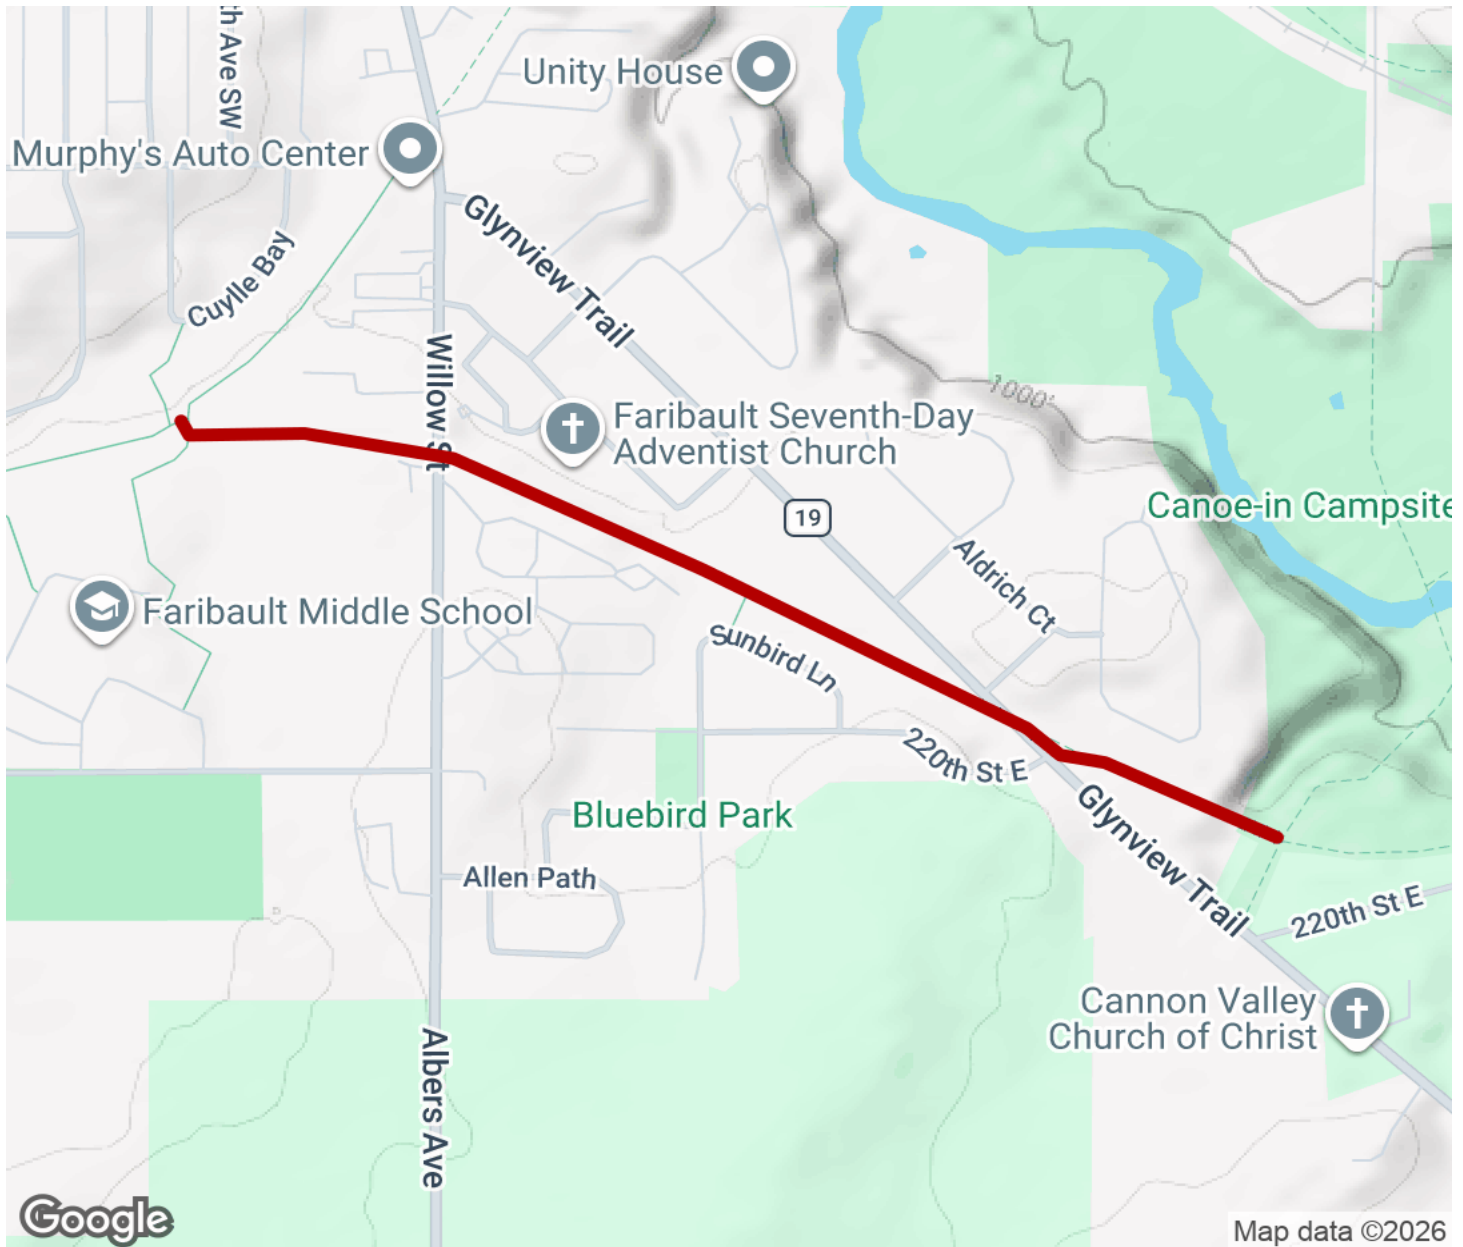 th Ave SW
Unity House
Murphy's Auto Center
Glynview Trail
Cuylle Bay
Willow St
1000'
Faribault Seventh-Day
Adventist Church
19
Canoe-in Campsite
Aldrich Ct
Faribault Middle School
Sunbird Ln
220th St E
Bluebird Park
Glynview Trail
Allen Path
220th St E
Cannon Valley
Church of Christ
Albers Ave
Google
Map data ©2026